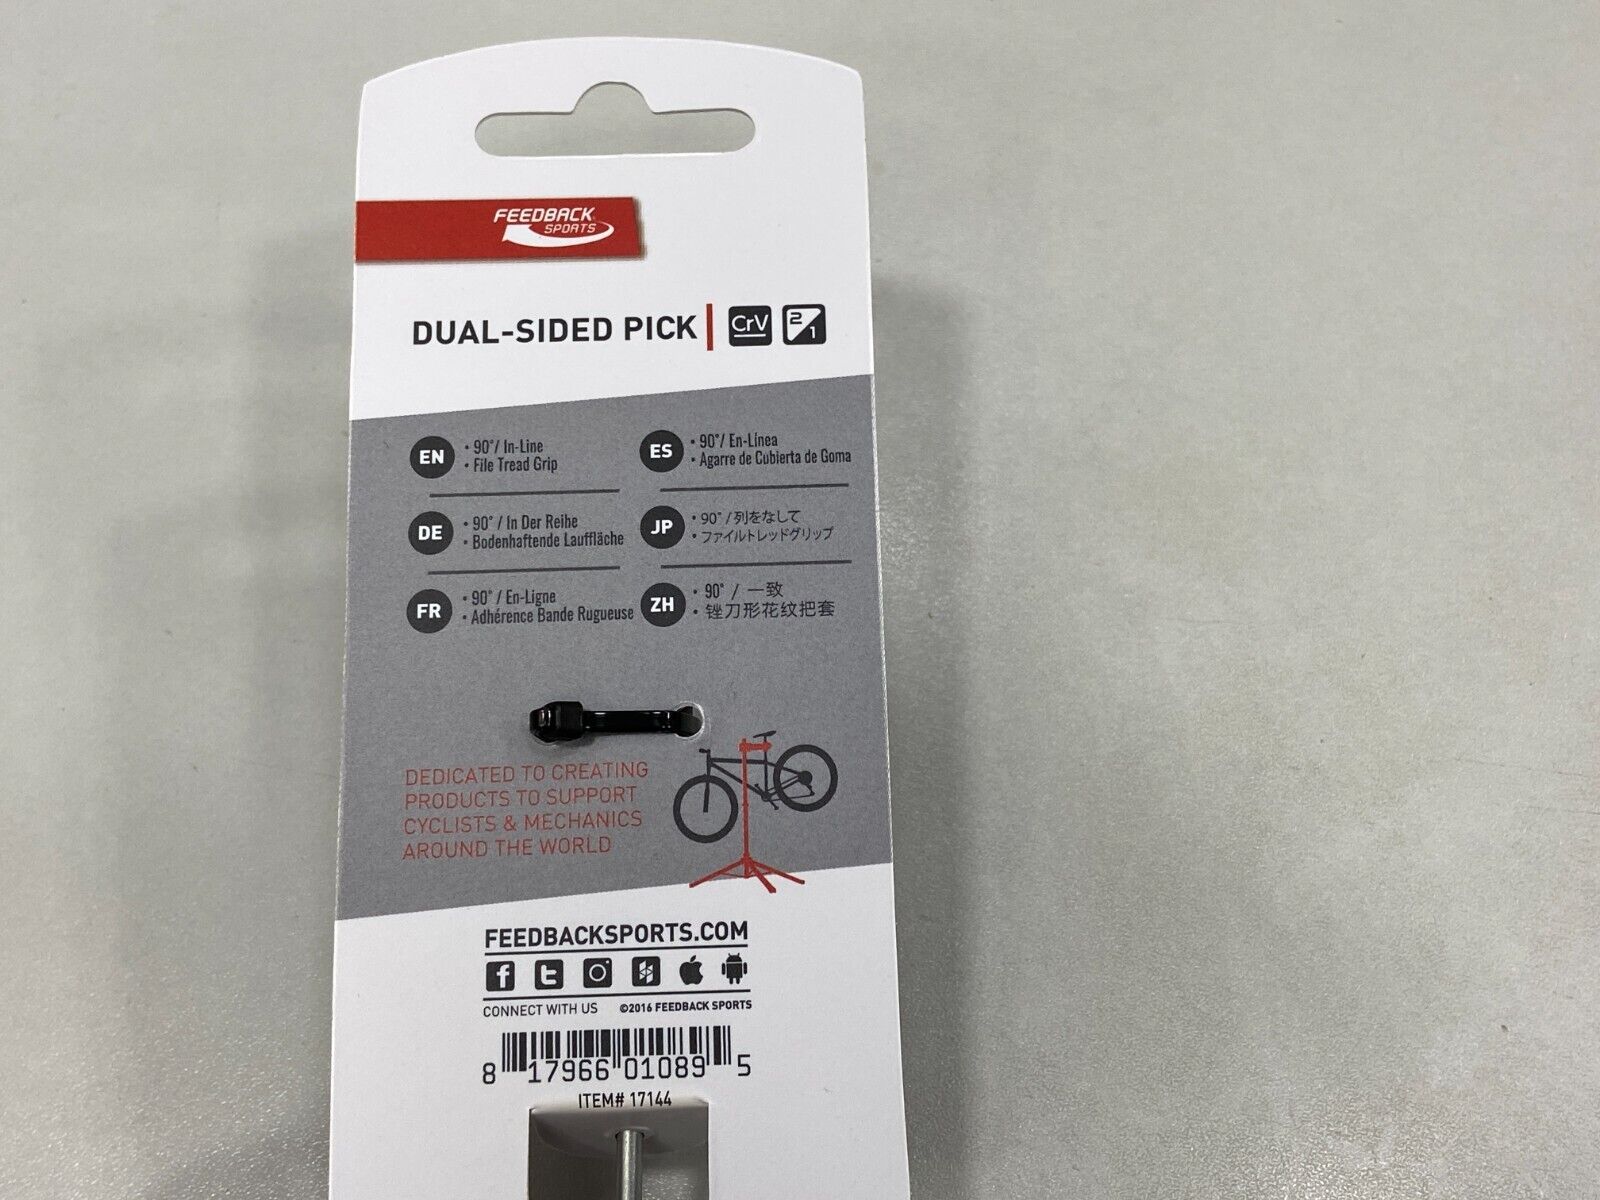 FEEDBACK
SPORTS
DUAL-SIDED PICK
CrV
2/1
EN
• 90°/ In-Line
• File Tread Grip
ES
• 90°/ En-Línea
• Agarre de Cubierta de Goma
DE
• 90° / In Der Reihe
• Bodenhaftende Lauffläche
JP
• 90° / 列をなして
• ファイルトレッドグリップ
FR
• 90° / En-Ligne
• Adhérence Bande Rugueuse
ZH
• 90° / 一致
• 锉刀形花纹把套
DEDICATED TO CREATING
PRODUCTS TO SUPPORT
CYCLISTS & MECHANICS
AROUND THE WORLD
FEEDBACKSPORTS.COM
CONNECT WITH US ©2016 FEEDBACK SPORTS
8 17966 01089 5
ITEM# 17144